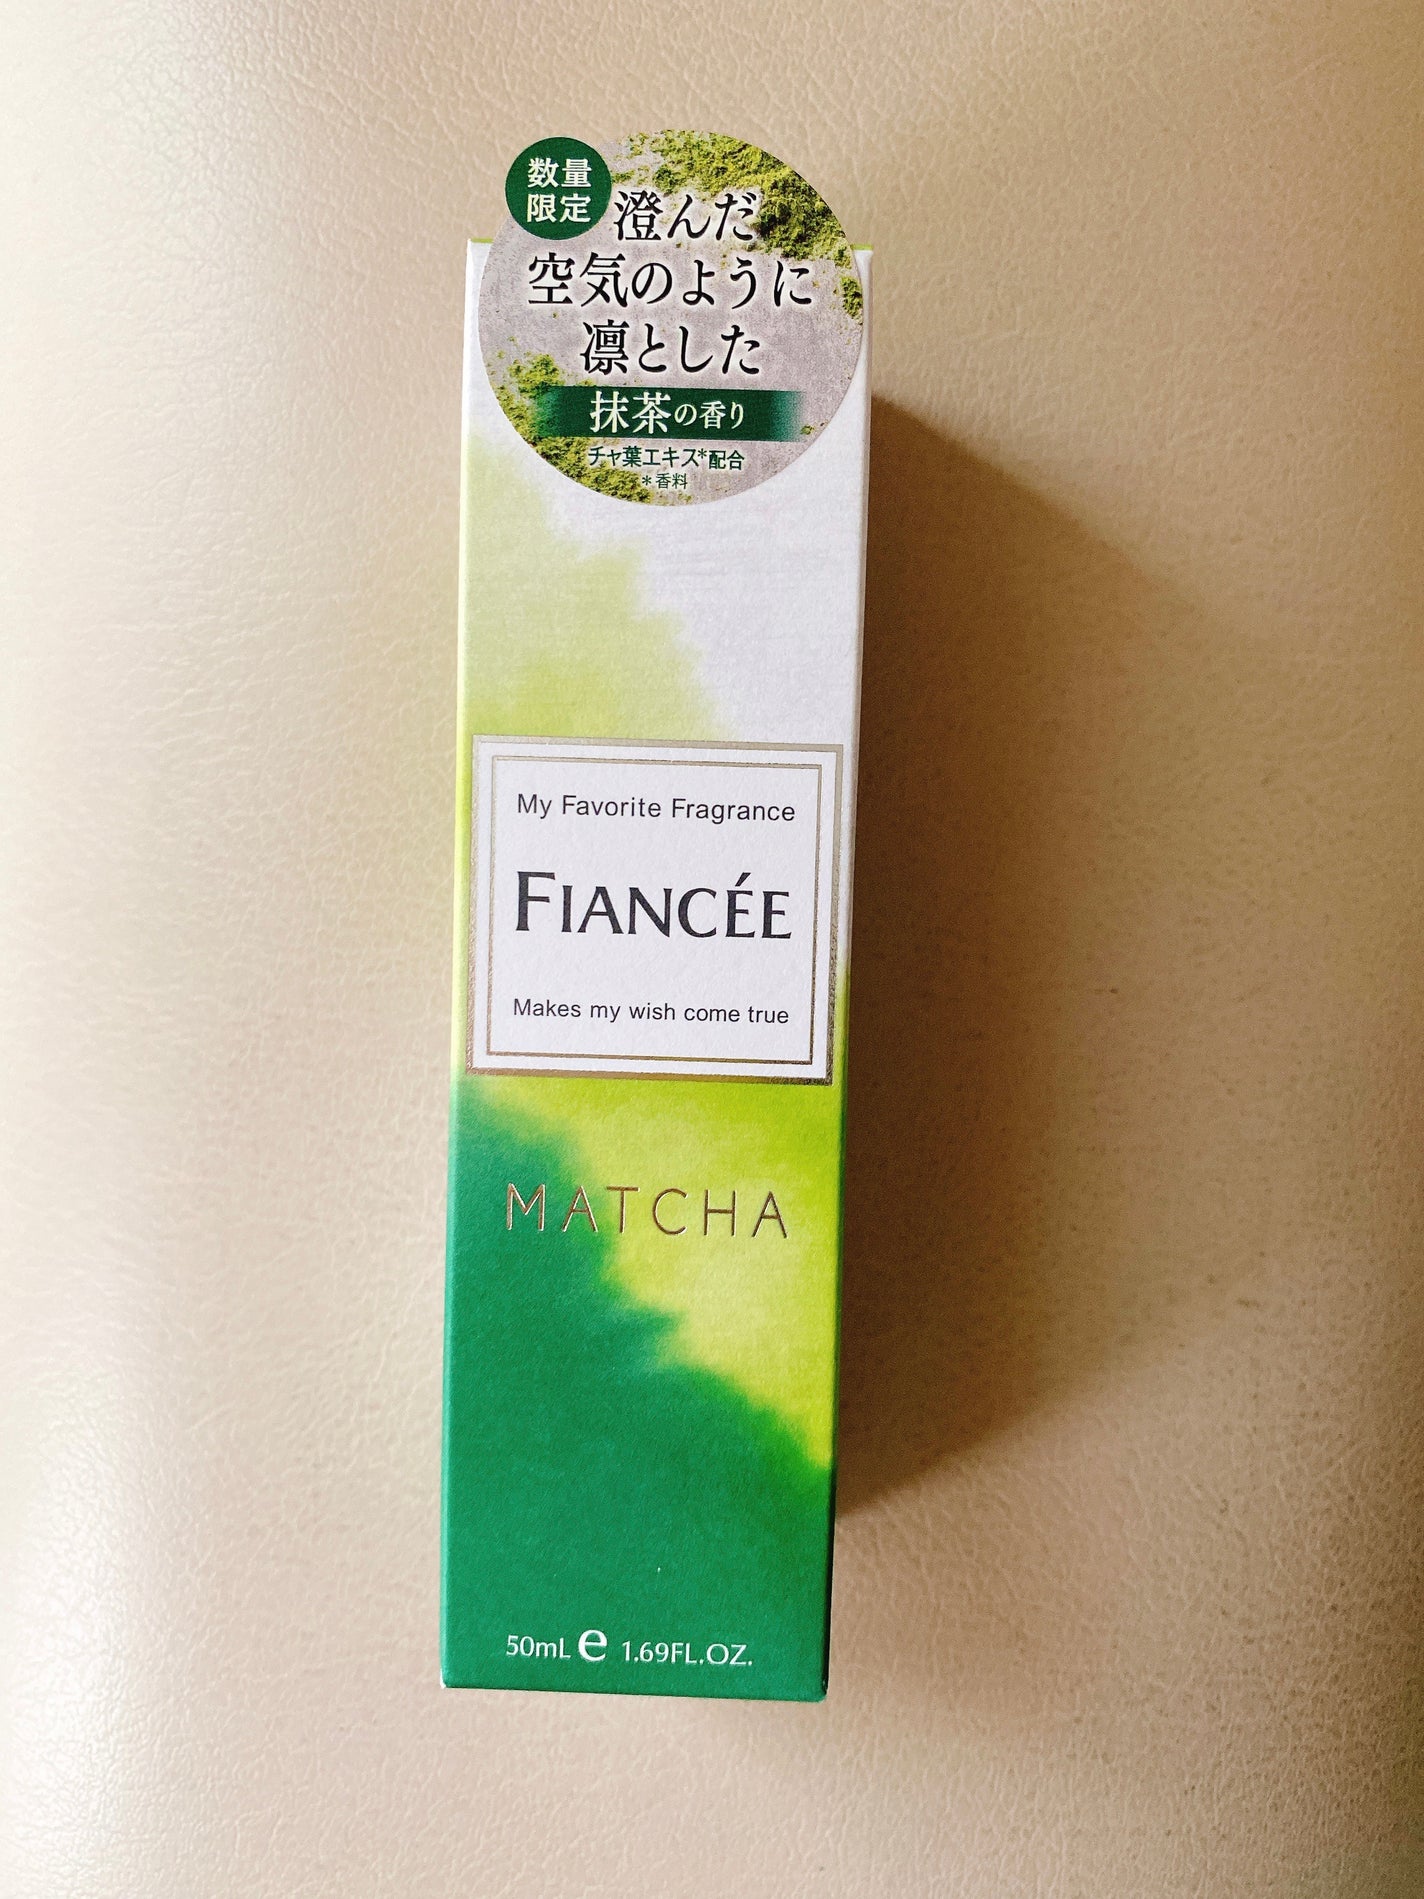 数量
限定
澄んだ
空気のように
凛とした
抹茶の香り
チャ葉エキス*配合
*香料
My Favorite Fragrance
FIANCÉE
Makes my wish come true
MATCHA
50mL e 1.69FL.OZ.